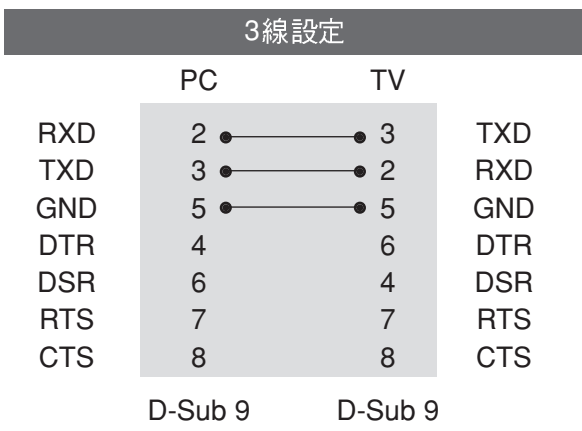 3線設定
PC TV
RXD 2 3 TXD
TXD 3 2 RXD
GND 5 5 GND
DTR 4 6 DTR
DSR 6 4 DSR
RTS 7 7 RTS
CTS 8 8 CTS
D-Sub 9 D-Sub 9